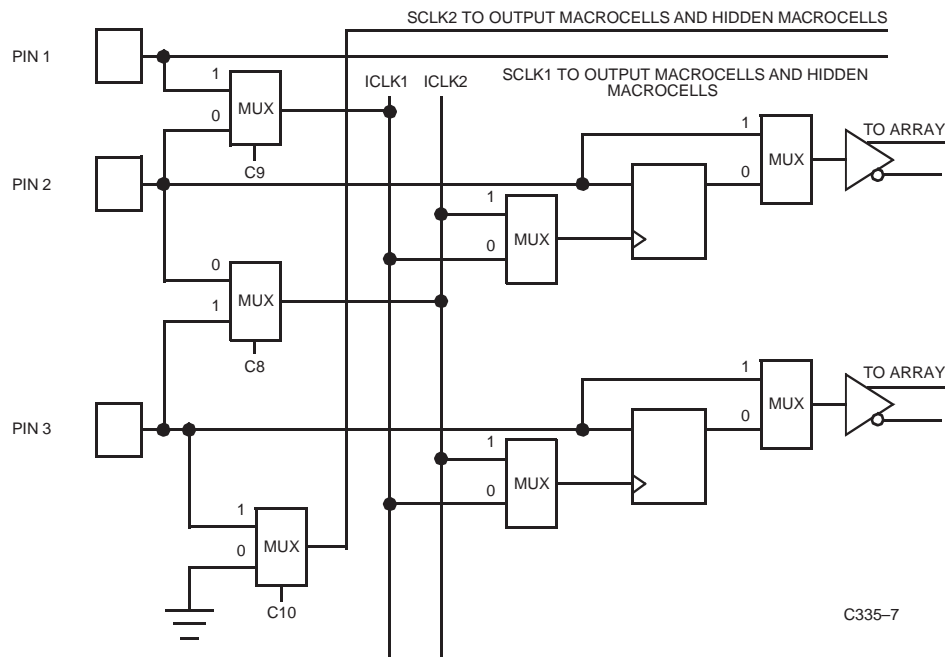 SCLK2 TO OUTPUT MACROCELLS AND HIDDEN MACROCELLS
PIN 1
ICLK1 ICLK2
SCLK1 TO OUTPUT MACROCELLS AND HIDDEN
MACROCELLS
1
MUX
0
C9
1
MUX
0
TO ARRAY
PIN 2
1
MUX
0
0
MUX
1
C8
1
MUX
0
TO ARRAY
PIN 3
1
MUX
0
1
MUX
0
C10
C335–7